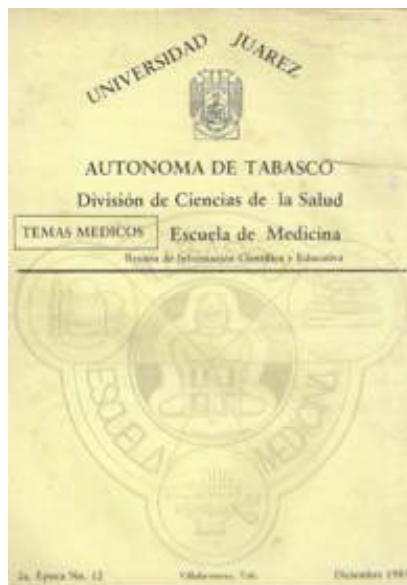 UNIVERSIDAD JUAREZ
AUTONOMA DE TABASCO
División de Ciencias de la Salud
TEMAS MEDICOS
Escuela de Medicina
Revista de Información Científica y Educativa
ESCUELA MEDICINA
2a. Epoca No. 12
Villahermosa, Tab.
Diciembre